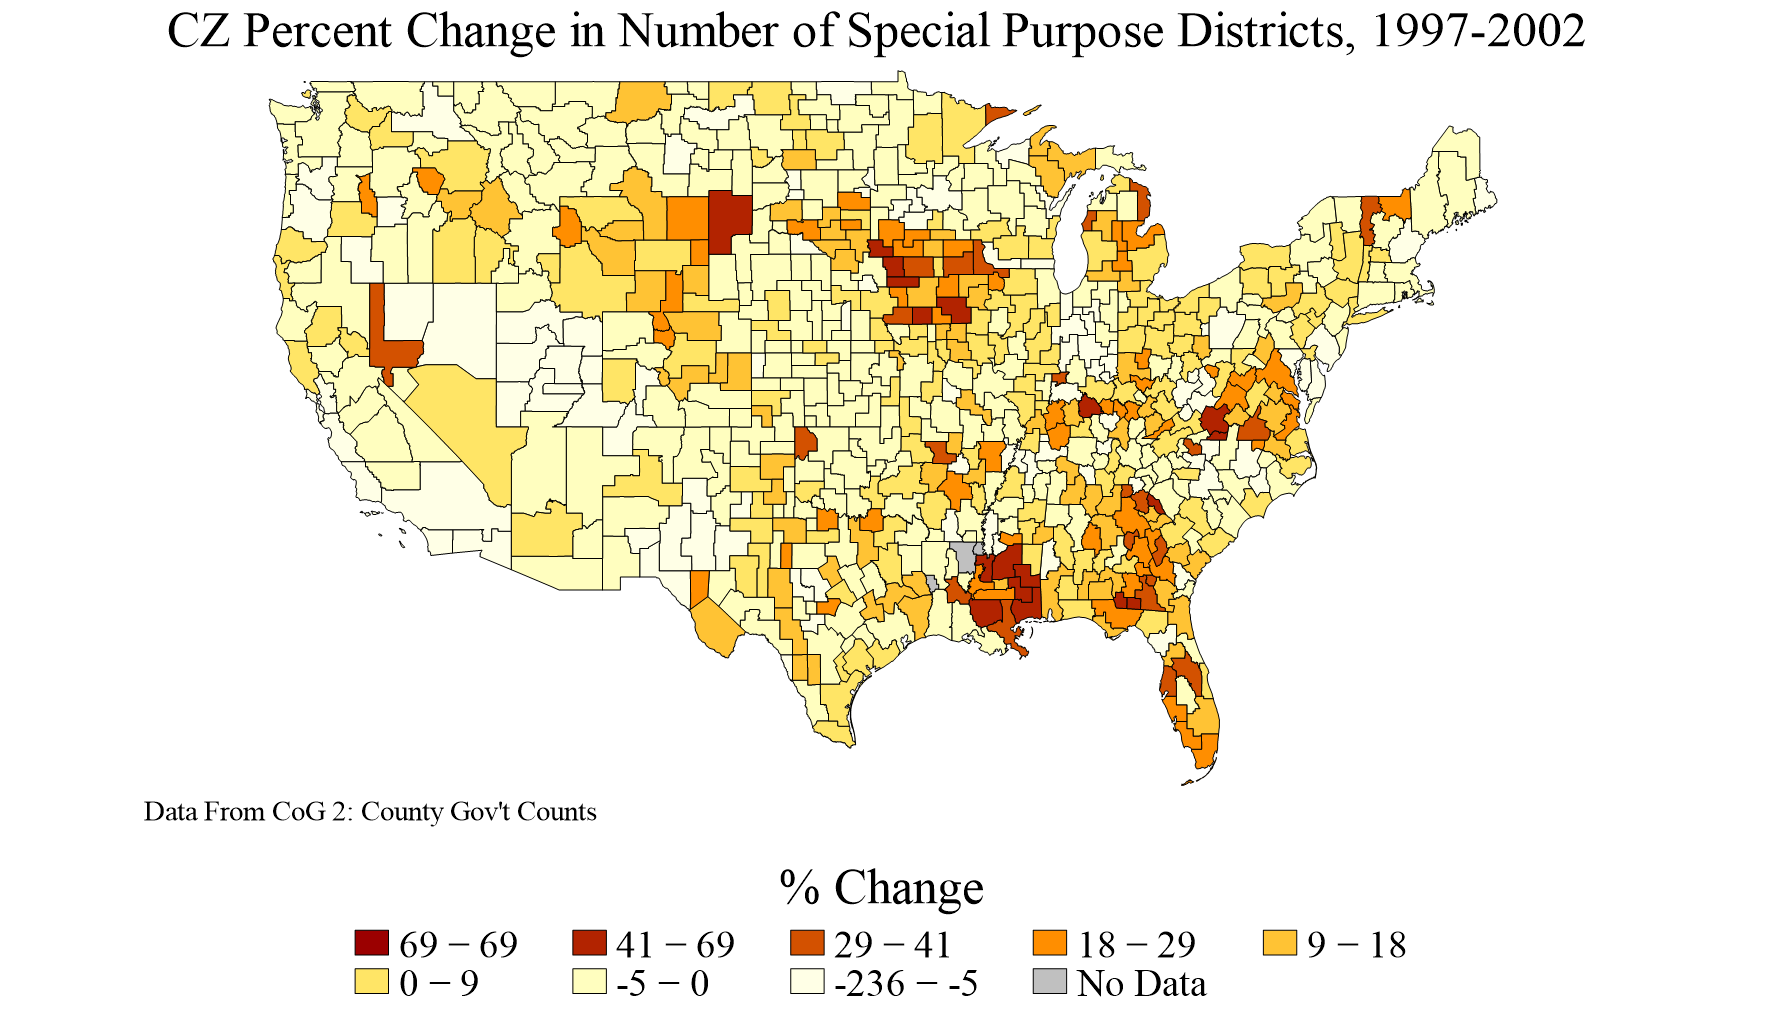 CZ Percent Change in Number of Special Purpose Districts, 1997-2002
Data From CoG 2: County Gov't Counts
% Change
69 − 69 41 − 69 29 − 41 18 − 29 9 − 18
0 − 9 -5 − 0 -236 − -5 No Data